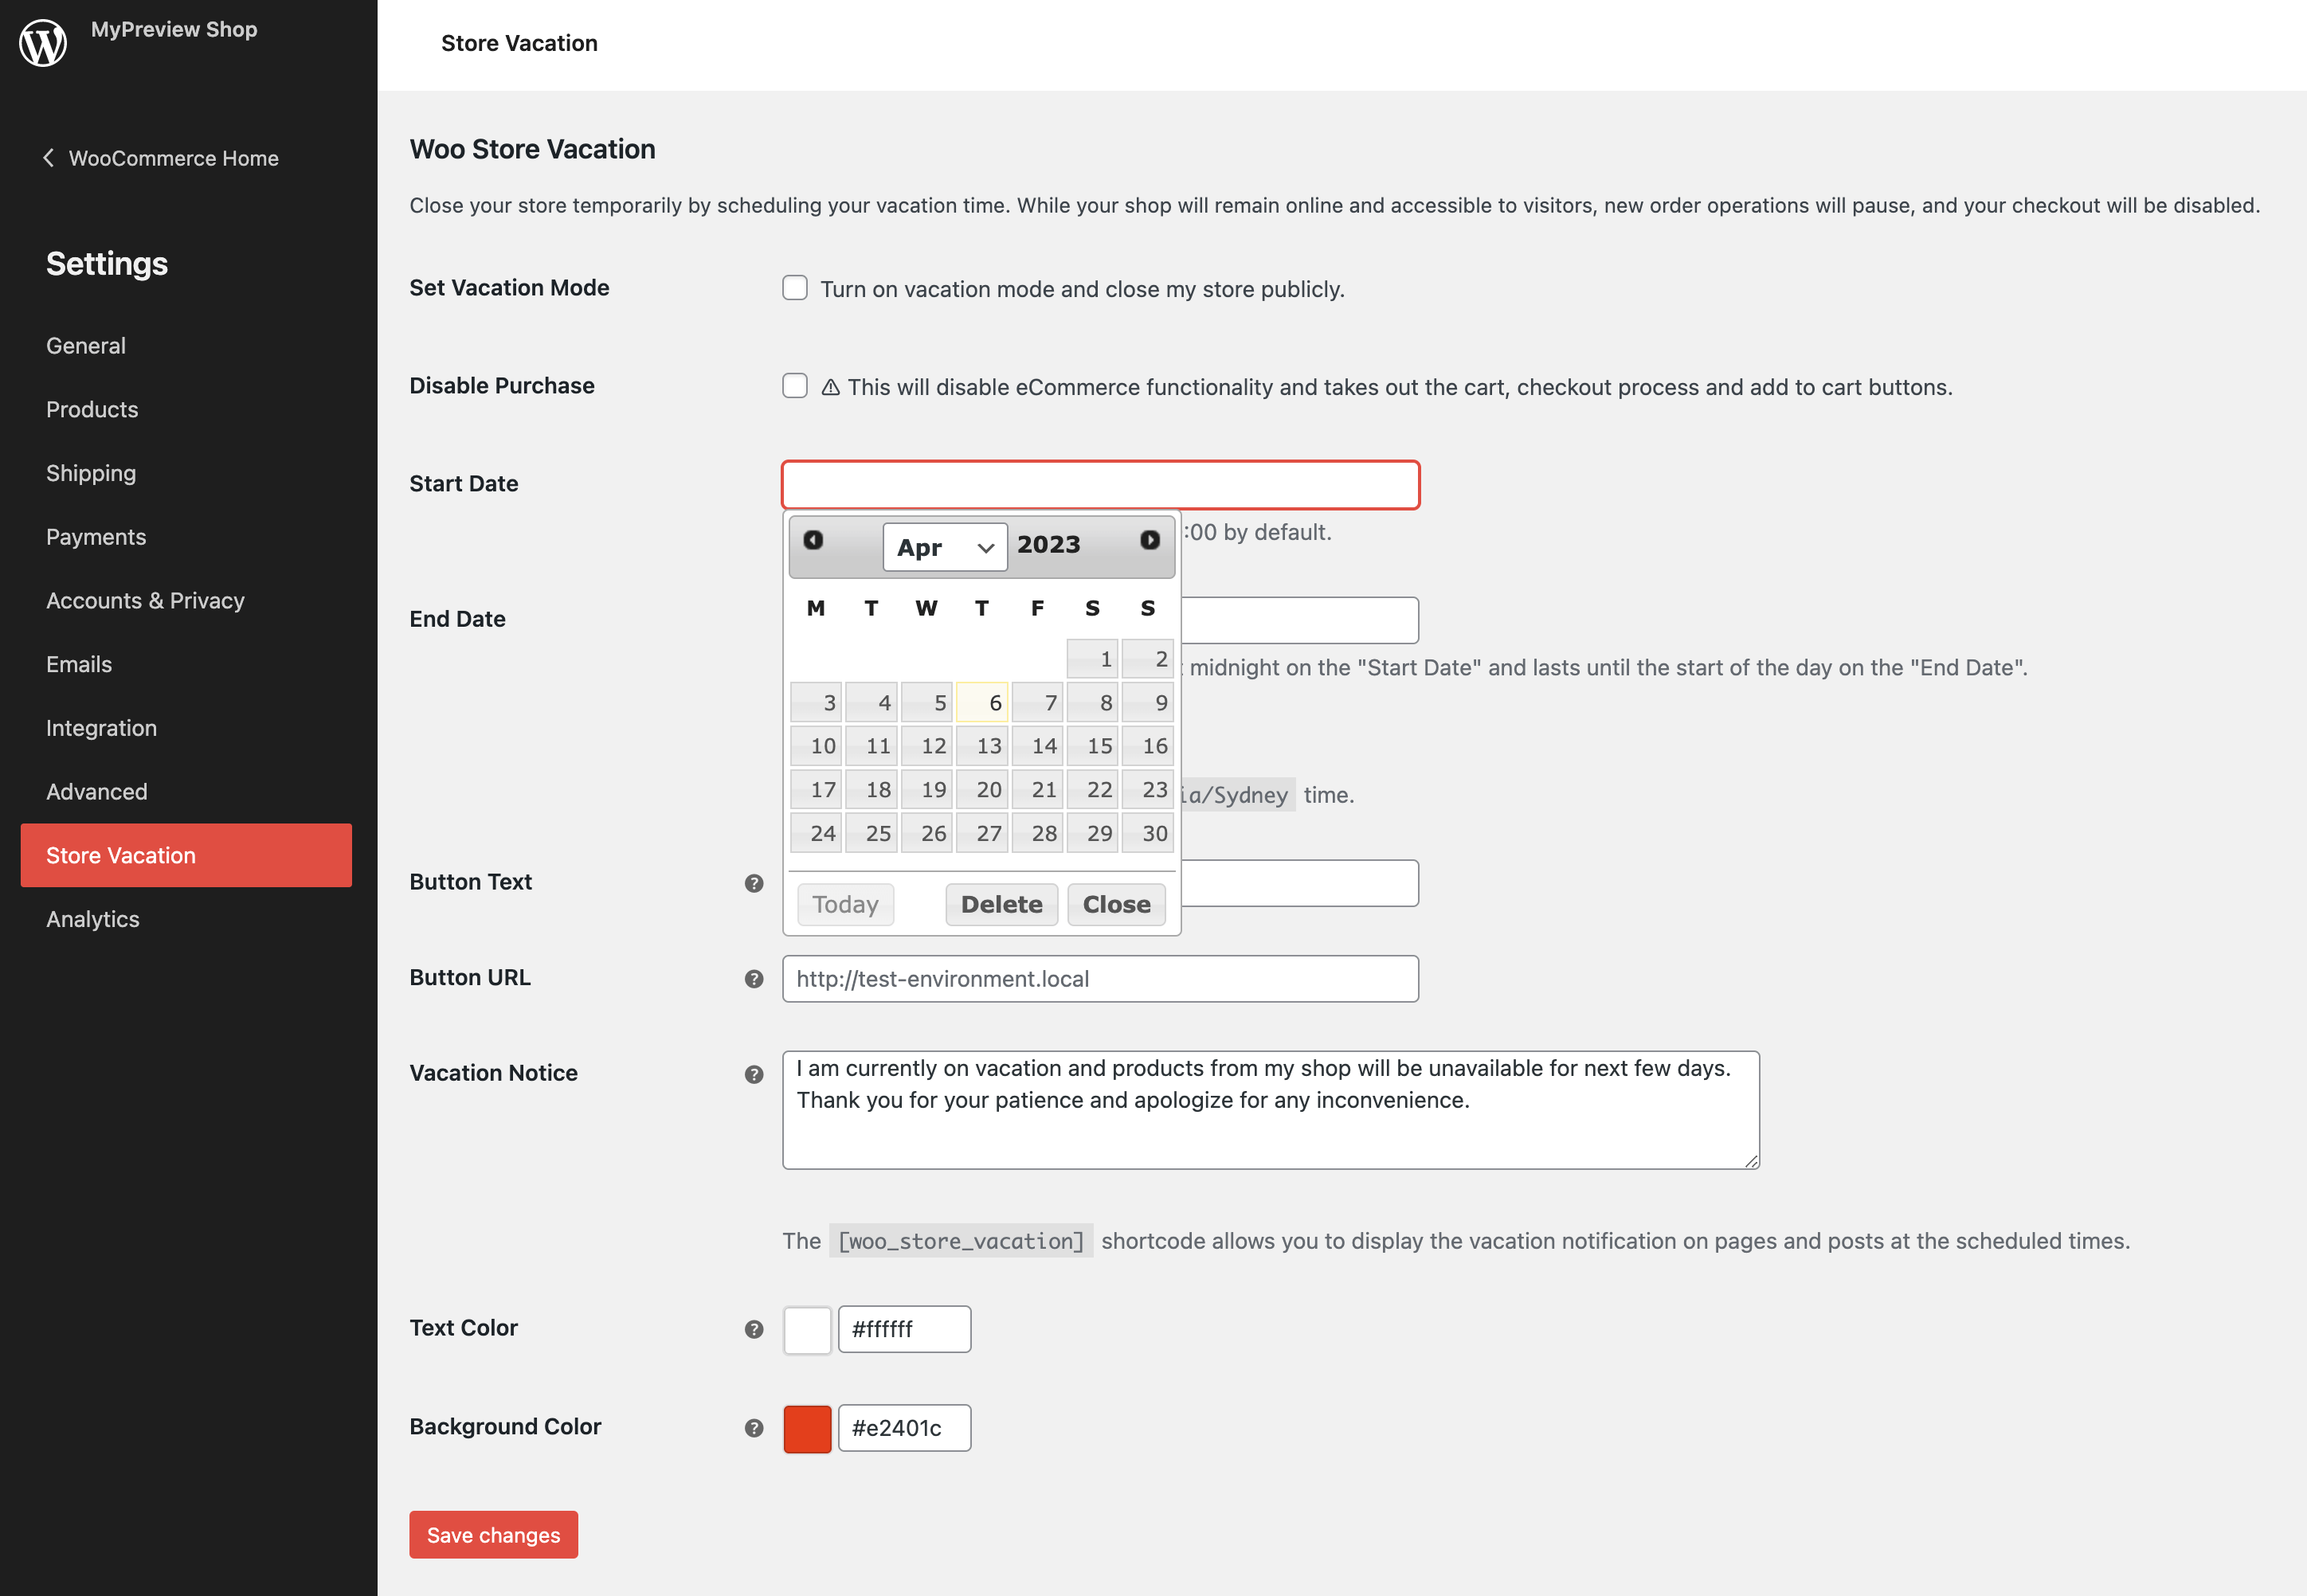 MyPreview Shop
Store Vacation
WooCommerce Home
Settings
General
Products
Shipping
Payments
Accounts & Privacy
Emails
Integration
Advanced
Store Vacation
Analytics
Woo Store Vacation
Close your store temporarily by scheduling your vacation time. While your shop will remain online and accessible to visitors, new order operations will pause, and your checkout will be disabled.
Set Vacation Mode
Turn on vacation mode and close my store publicly.
Disable Purchase
⚠ This will disable eCommerce functionality and takes out the cart, checkout process and add to cart buttons.
Start Date
:00 by default.
Apr 2023
M T W T F S S
1 2
3 4 5 6 7 8 9
10 11 12 13 14 15 16
17 18 19 20 21 22 23
24 25 26 27 28 29 30
Today Delete Close
End Date
midnight on the "Start Date" and lasts until the start of the day on the "End Date".
ia/Sydney time.
Button Text
Button URL
http://test-environment.local
Vacation Notice
I am currently on vacation and products from my shop will be unavailable for next few days.
Thank you for your patience and apologize for any inconvenience.
The [woo_store_vacation] shortcode allows you to display the vacation notification on pages and posts at the scheduled times.
Text Color
#ffffff
Background Color
#e2401c
Save changes